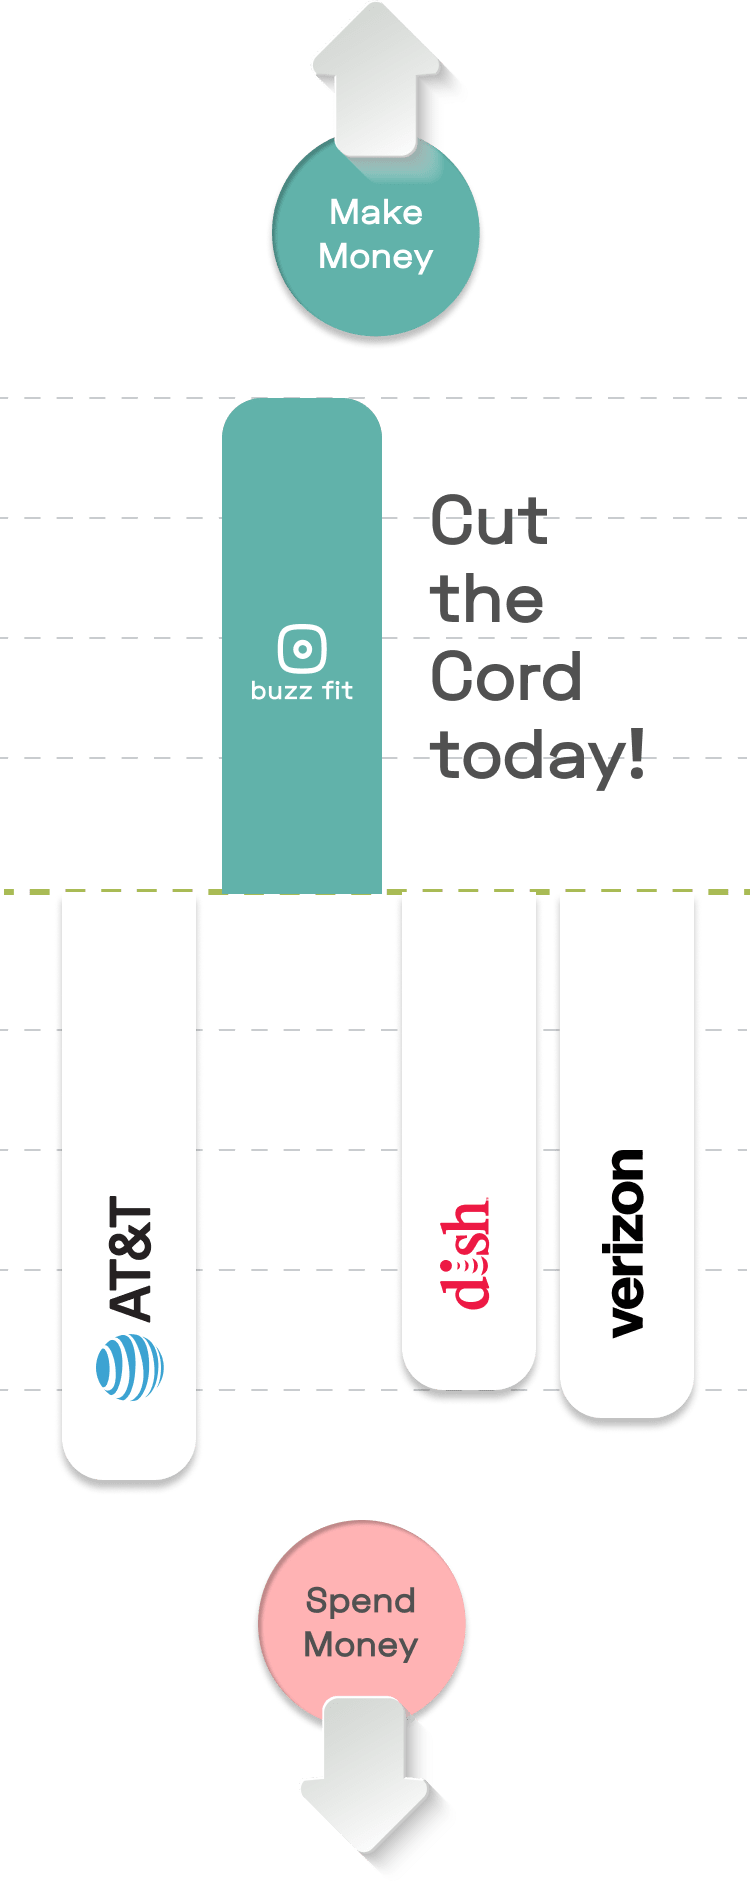 Make
Money
Cut
the
Cord
today!
buzz fit
AT&T
dish
verizon
Spend
Money